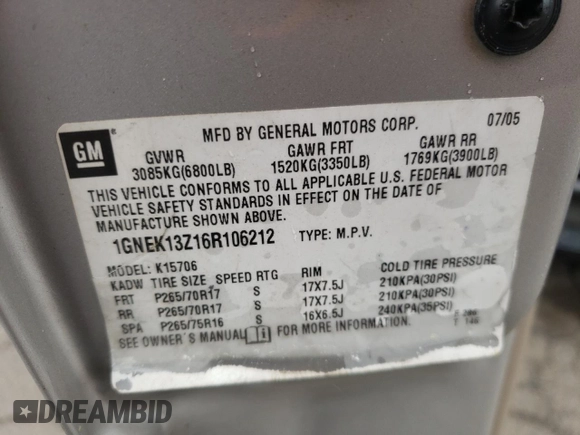 GM
MFD BY GENERAL MOTORS CORP. 07/05
GVWR GAWR FRT GAWR RR
3085KG(6800LB) 1520KG(3350LB) 1769KG(3900LB)
THIS VEHICLE CONFORMS TO ALL APPLICABLE U.S. FEDERAL MOTOR
VEHICLE SAFETY STANDARDS IN EFFECT ON THE DATE OF
MANUFACTURE SHOWN ABOVE.
1GNEK13Z16R106212 TYPE: M.P.V.
MODEL: K15706
KADW TIRE SIZE SPEED RTG RIM COLD TIRE PRESSURE
FRT P265/70R17 S 17X7.5J 210KPA(30PSI)
RR P265/70R17 S 17X7.5J 210KPA(30PSI)
SPA P265/75R16 S 16X6.5J 240KPA(35PSI)
SEE OWNER'S MANUAL FOR MORE INFORMATION.
DREAMBID